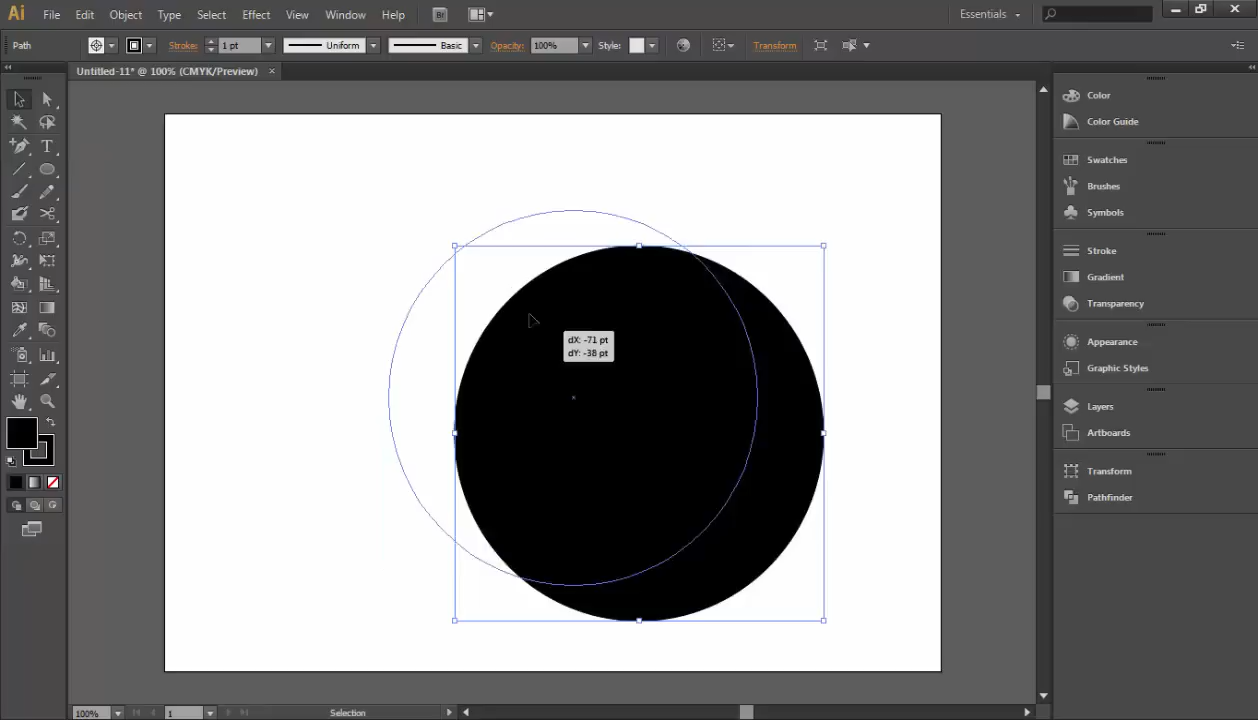 Ai File Edit Object Type Select Effect View Window Help Br Essentials
Path Stroke: 1 pt Uniform Basic Opacity: 100% Style: Transform
Untitled-11* @ 100% (CMYK/Preview) ×
T
Color
Color Guide
Swatches
Brushes
Symbols
Stroke
Gradient
Transparency
Appearance
Graphic Styles
Layers
Artboards
Transform
Pathfinder
dX: -71 pt
dY: -38 pt
100% 1 Selection